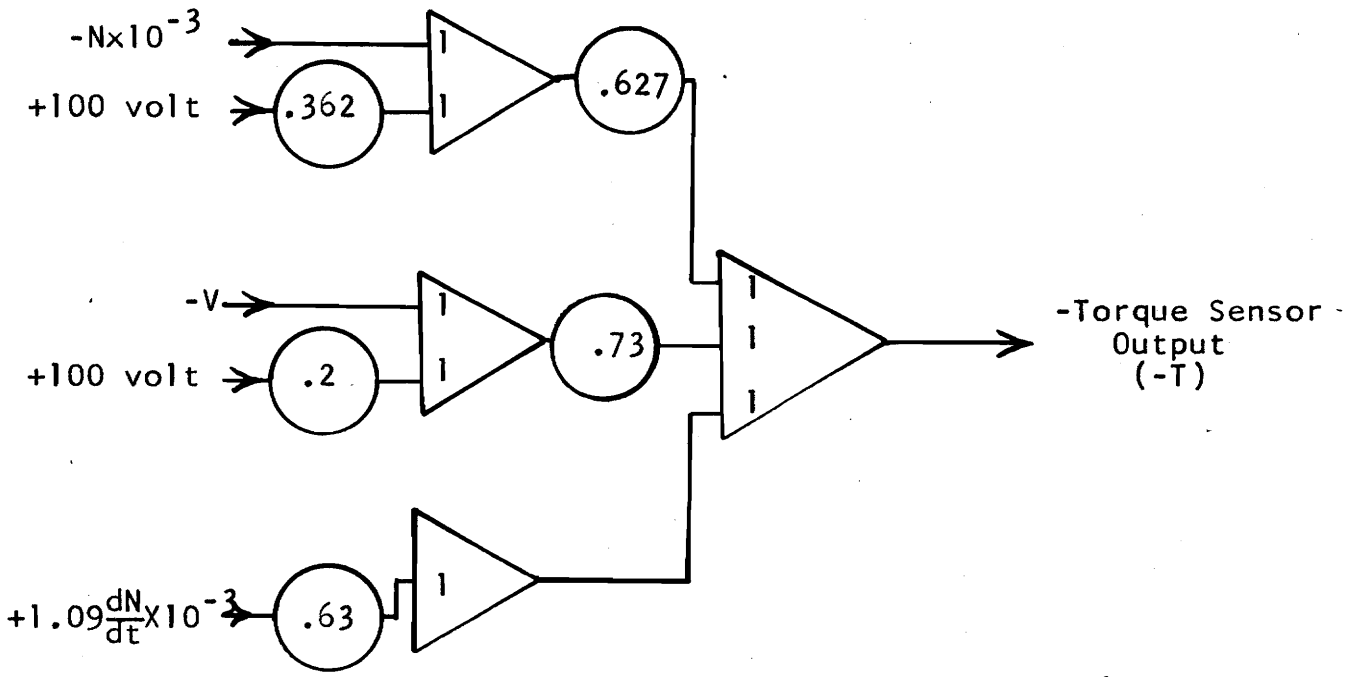 -Nx10⁻³
1
+100 volt
.362
1
.627
-V
1
+100 volt
.2
1
.73
1
1
1
-Torque Sensor
Output
(-T)
+1.09 dN/dt X10⁻³
.63
1